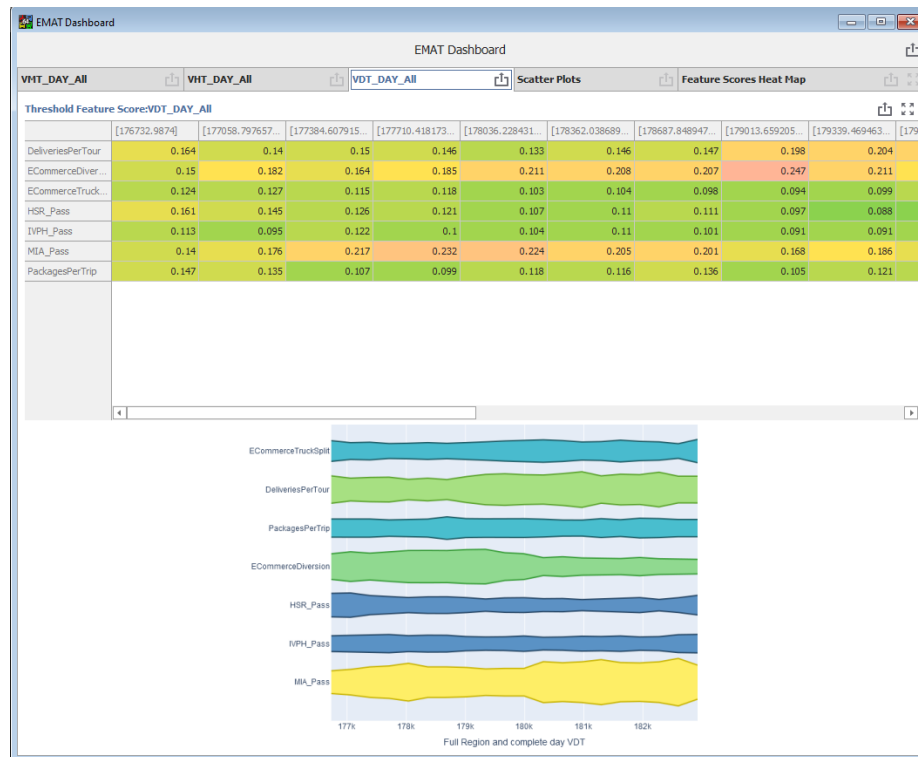 EMAT Dashboard
EMAT Dashboard
VMT_DAY_All VHT_DAY_All VDT_DAY_All Scatter Plots Feature Scores Heat Map
Threshold Feature Score:VDT_DAY_All
[176732.9874] [177058.797657... [177384.607915... [177710.418173... [178036.228431... [178362.038689... [178687.848947... [179013.659205... [179339.469463... [179
DeliveriesPerTour 0.164 0.14 0.15 0.146 0.133 0.146 0.147 0.198 0.204
ECommerceDiver... 0.15 0.182 0.164 0.185 0.211 0.208 0.207 0.247 0.211
ECommerceTruck... 0.124 0.127 0.115 0.118 0.103 0.104 0.098 0.094 0.099
HSR_Pass 0.161 0.145 0.126 0.121 0.107 0.11 0.111 0.097 0.088
IVPH_Pass 0.113 0.095 0.122 0.1 0.104 0.11 0.101 0.091 0.091
MIA_Pass 0.14 0.176 0.217 0.232 0.224 0.205 0.201 0.168 0.186
PackagesPerTrip 0.147 0.135 0.107 0.099 0.118 0.116 0.136 0.105 0.121
ECommerceTruckSplit
DeliveriesPerTour
PackagesPerTrip
ECommerceDiversion
HSR_Pass
IVPH_Pass
MIA_Pass
177k 178k 179k 180k 181k 182k
Full Region and complete day VDT